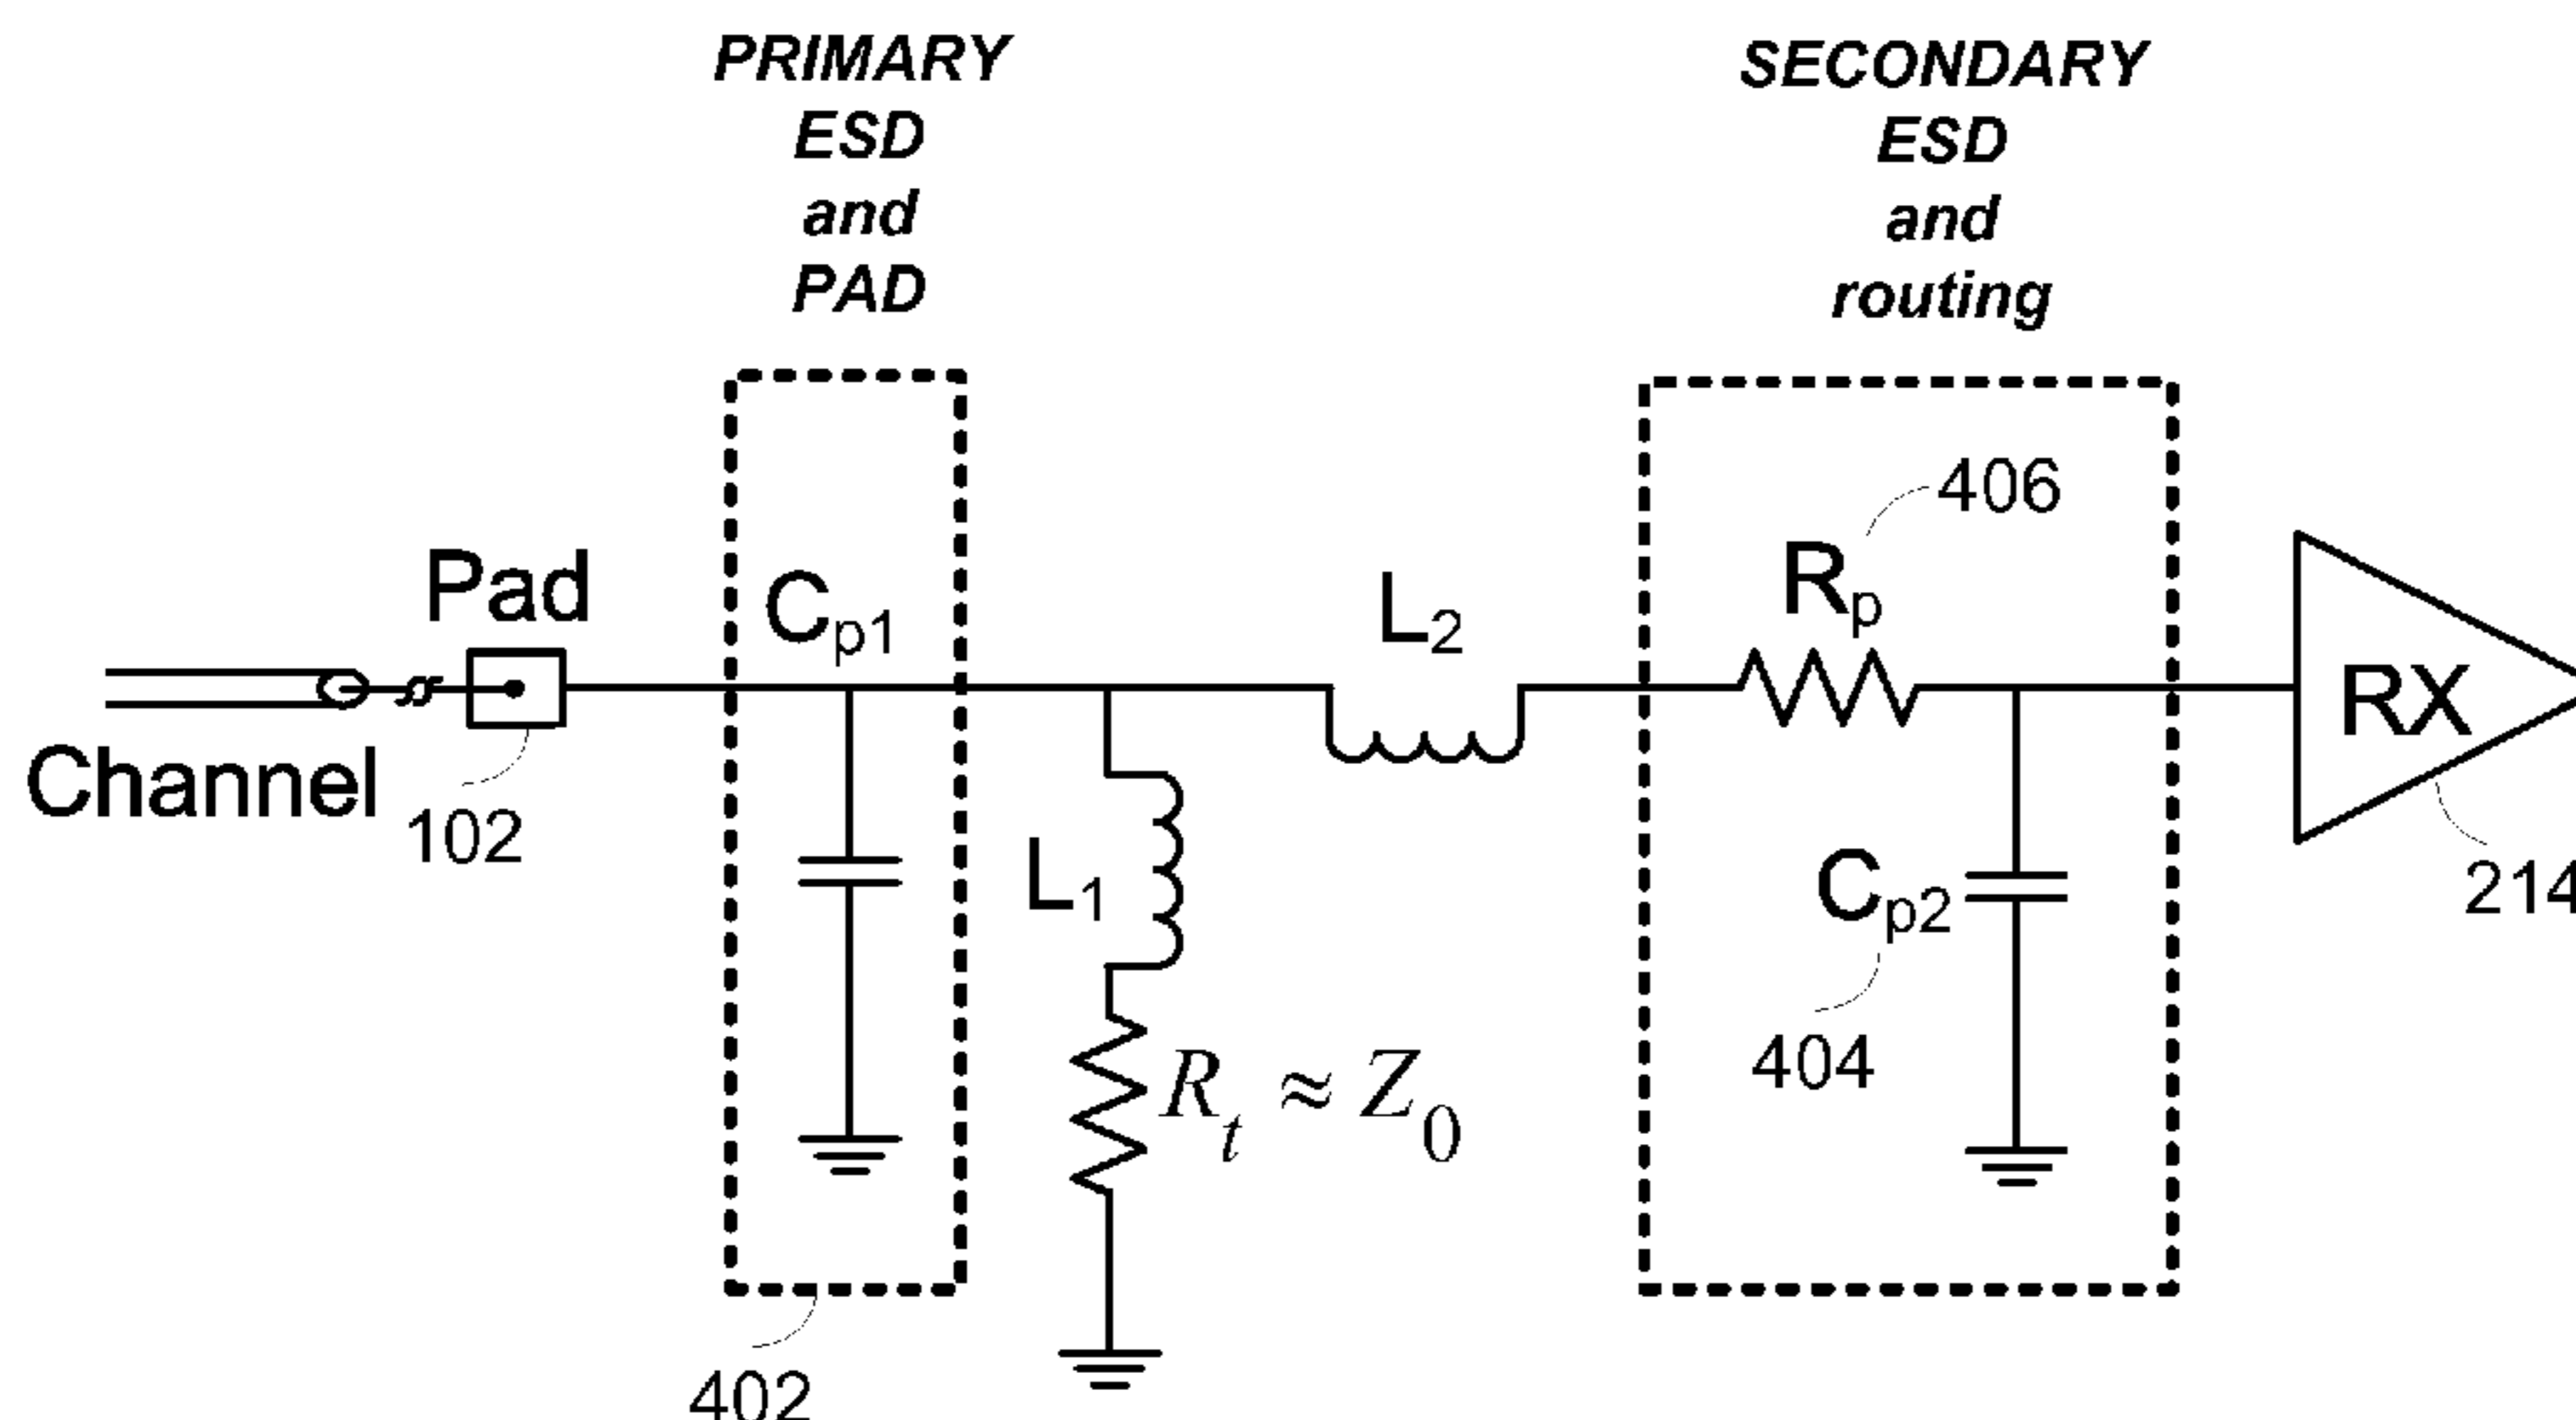 PRIMARY
ESD
and
PAD
SECONDARY
ESD
and
routing
406
Pad
Cp1
L2
Rp
RX
Channel
102
L1
Cp2
214
Rt ≈ Z0
404
402